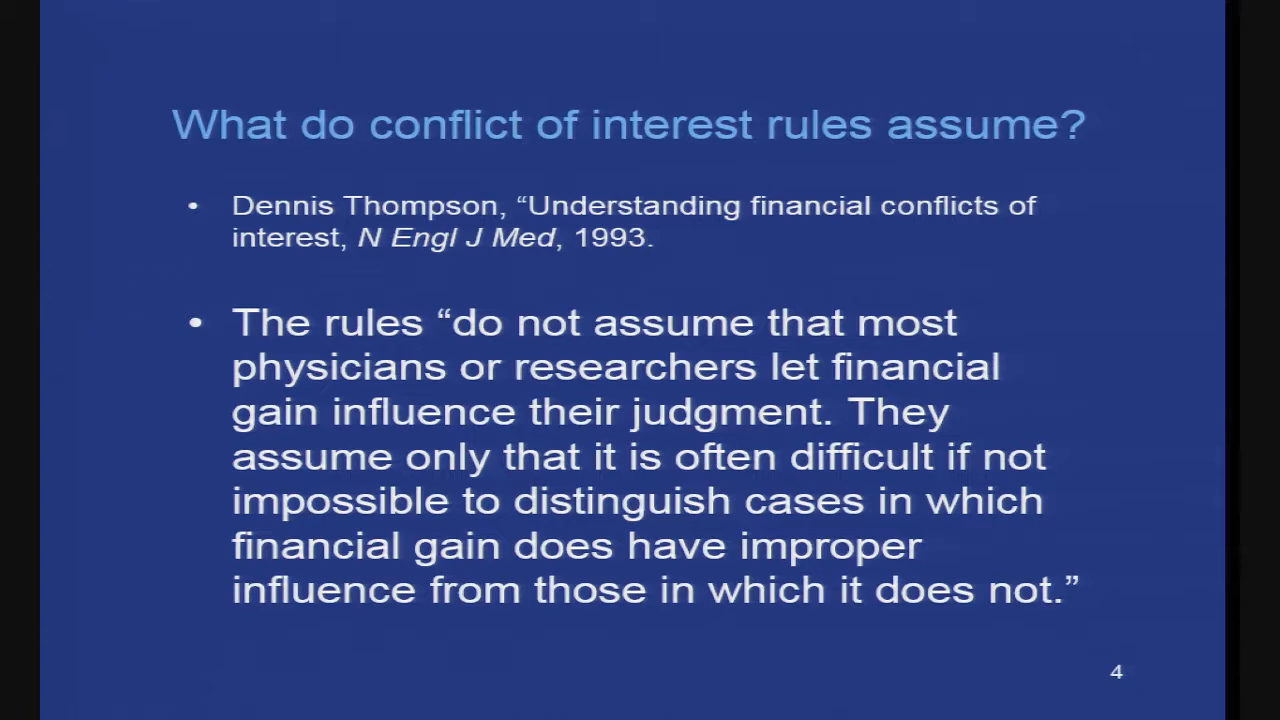 What do conflict of interest rules assume?
• Dennis Thompson, “Understanding financial conflicts of
interest, N Engl J Med, 1993.
• The rules “do not assume that most
physicians or researchers let financial
gain influence their judgment. They
assume only that it is often difficult if not
impossible to distinguish cases in which
financial gain does have improper
influence from those in which it does not.”
4